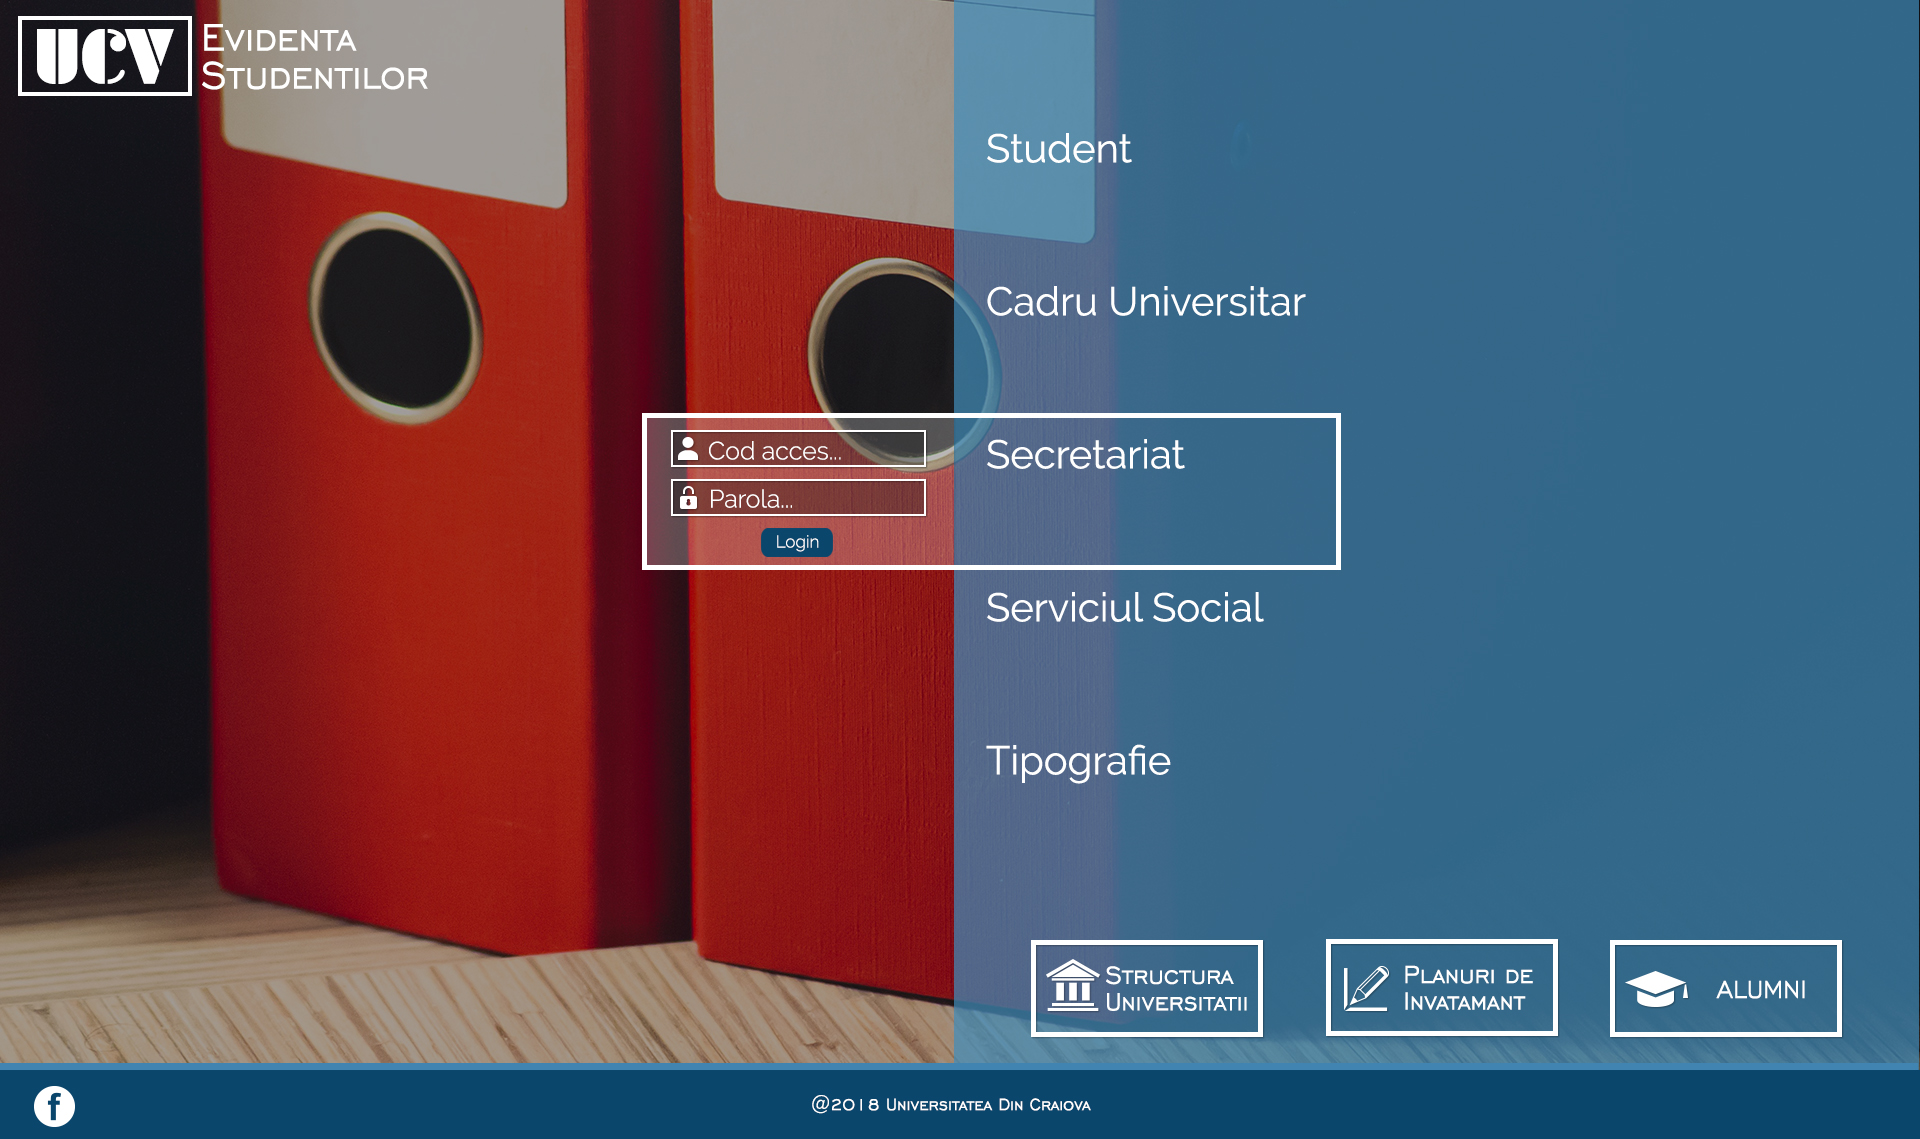 UCV
EVIDENTA
STUDENTILOR
Student
Cadru Universitar
Cod acces...
Parola...
Login
Secretariat
Serviciul Social
Tipografie
STRUCTURA
UNIVERSITATII
PLANURI DE
INVATAMANT
ALUMNI
f
@2018 UNIVERSITATEA DIN CRAIOVA